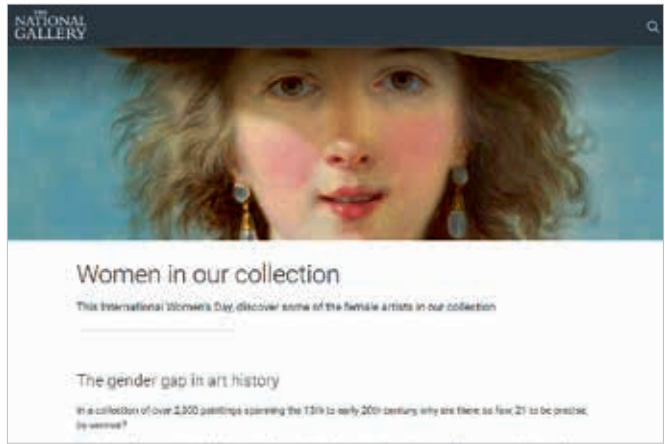 THE
NATIONAL
GALLERY
Women in our collection
This International Women's Day, discover some of the female artists in our collection
The gender gap in art history
In a collection of over 2,300 paintings spanning the 13th to early 20th century, why are there so few, 21 to be precise,
by women?